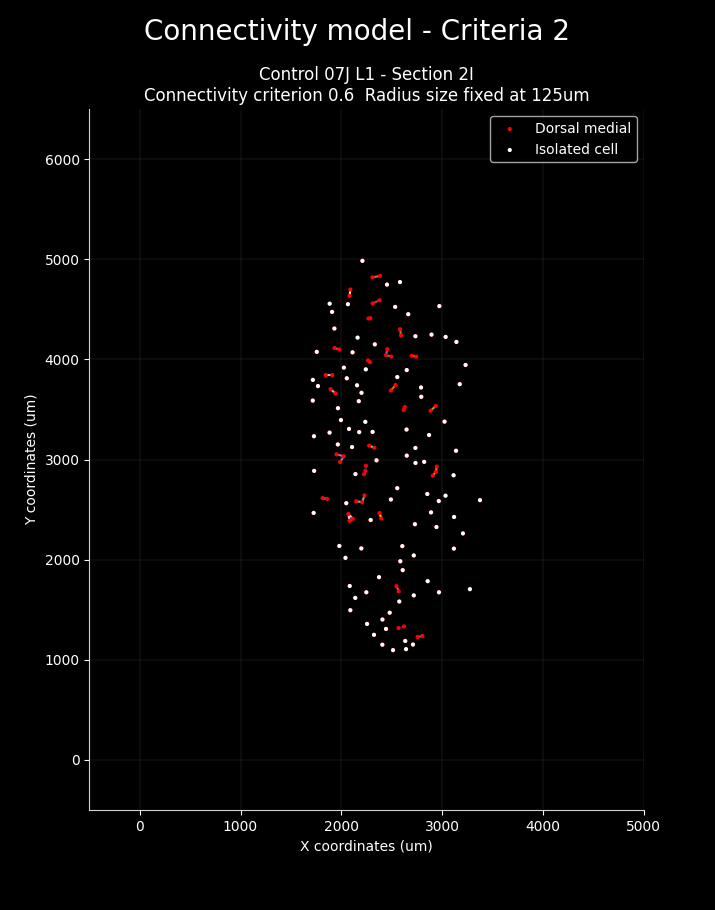 Connectivity model - Criteria 2
Control 07J L1 - Section 2I
Connectivity criterion 0.6  Radius size fixed at 125um
Dorsal medial
Isolated cell
6000
5000
4000
3000
2000
1000
0
Y coordinates (um)
0 1000 2000 3000 4000 5000
X coordinates (um)